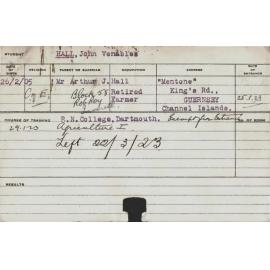 STUDENT HALL, John Venables
DATE OF BIRTH RELIGION PARENT OR GUARDIAN OCCUPATION ADDRESS DATE OF ENTRANCE
26/2/05 C of E Mr Arthur J. Hall Retired Farmer "Mentone"
King's Rd.,
GUERNSEY
Channel Islands.
Block
COURSE OF TRAINING R.N.College, Dartmouth.
Agriculture I
Left 22/3/23
RESULTS